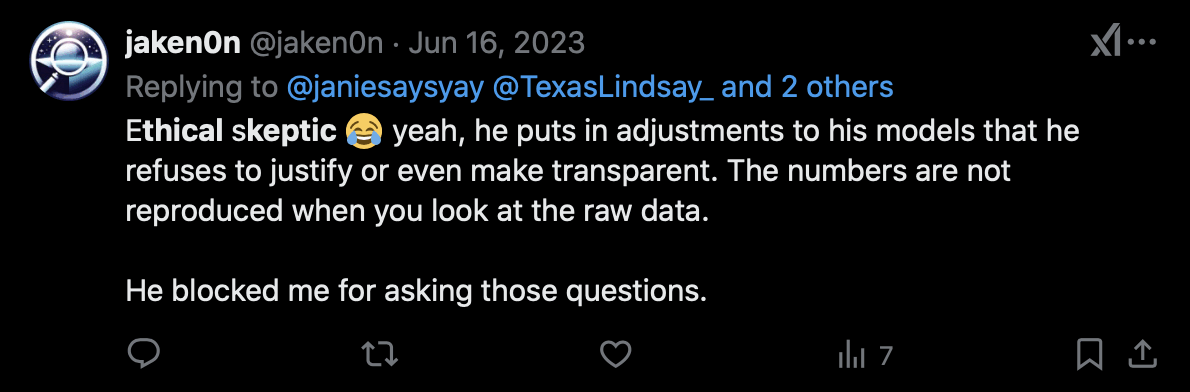 jaken0n @jaken0n · Jun 16, 2023
Replying to @janiesaysyay @TexasLindsay_ and 2 others
Ethical skeptic 😂 yeah, he puts in adjustments to his models that he
refuses to justify or even make transparent. The numbers are not
reproduced when you look at the raw data.
He blocked me for asking those questions.
7